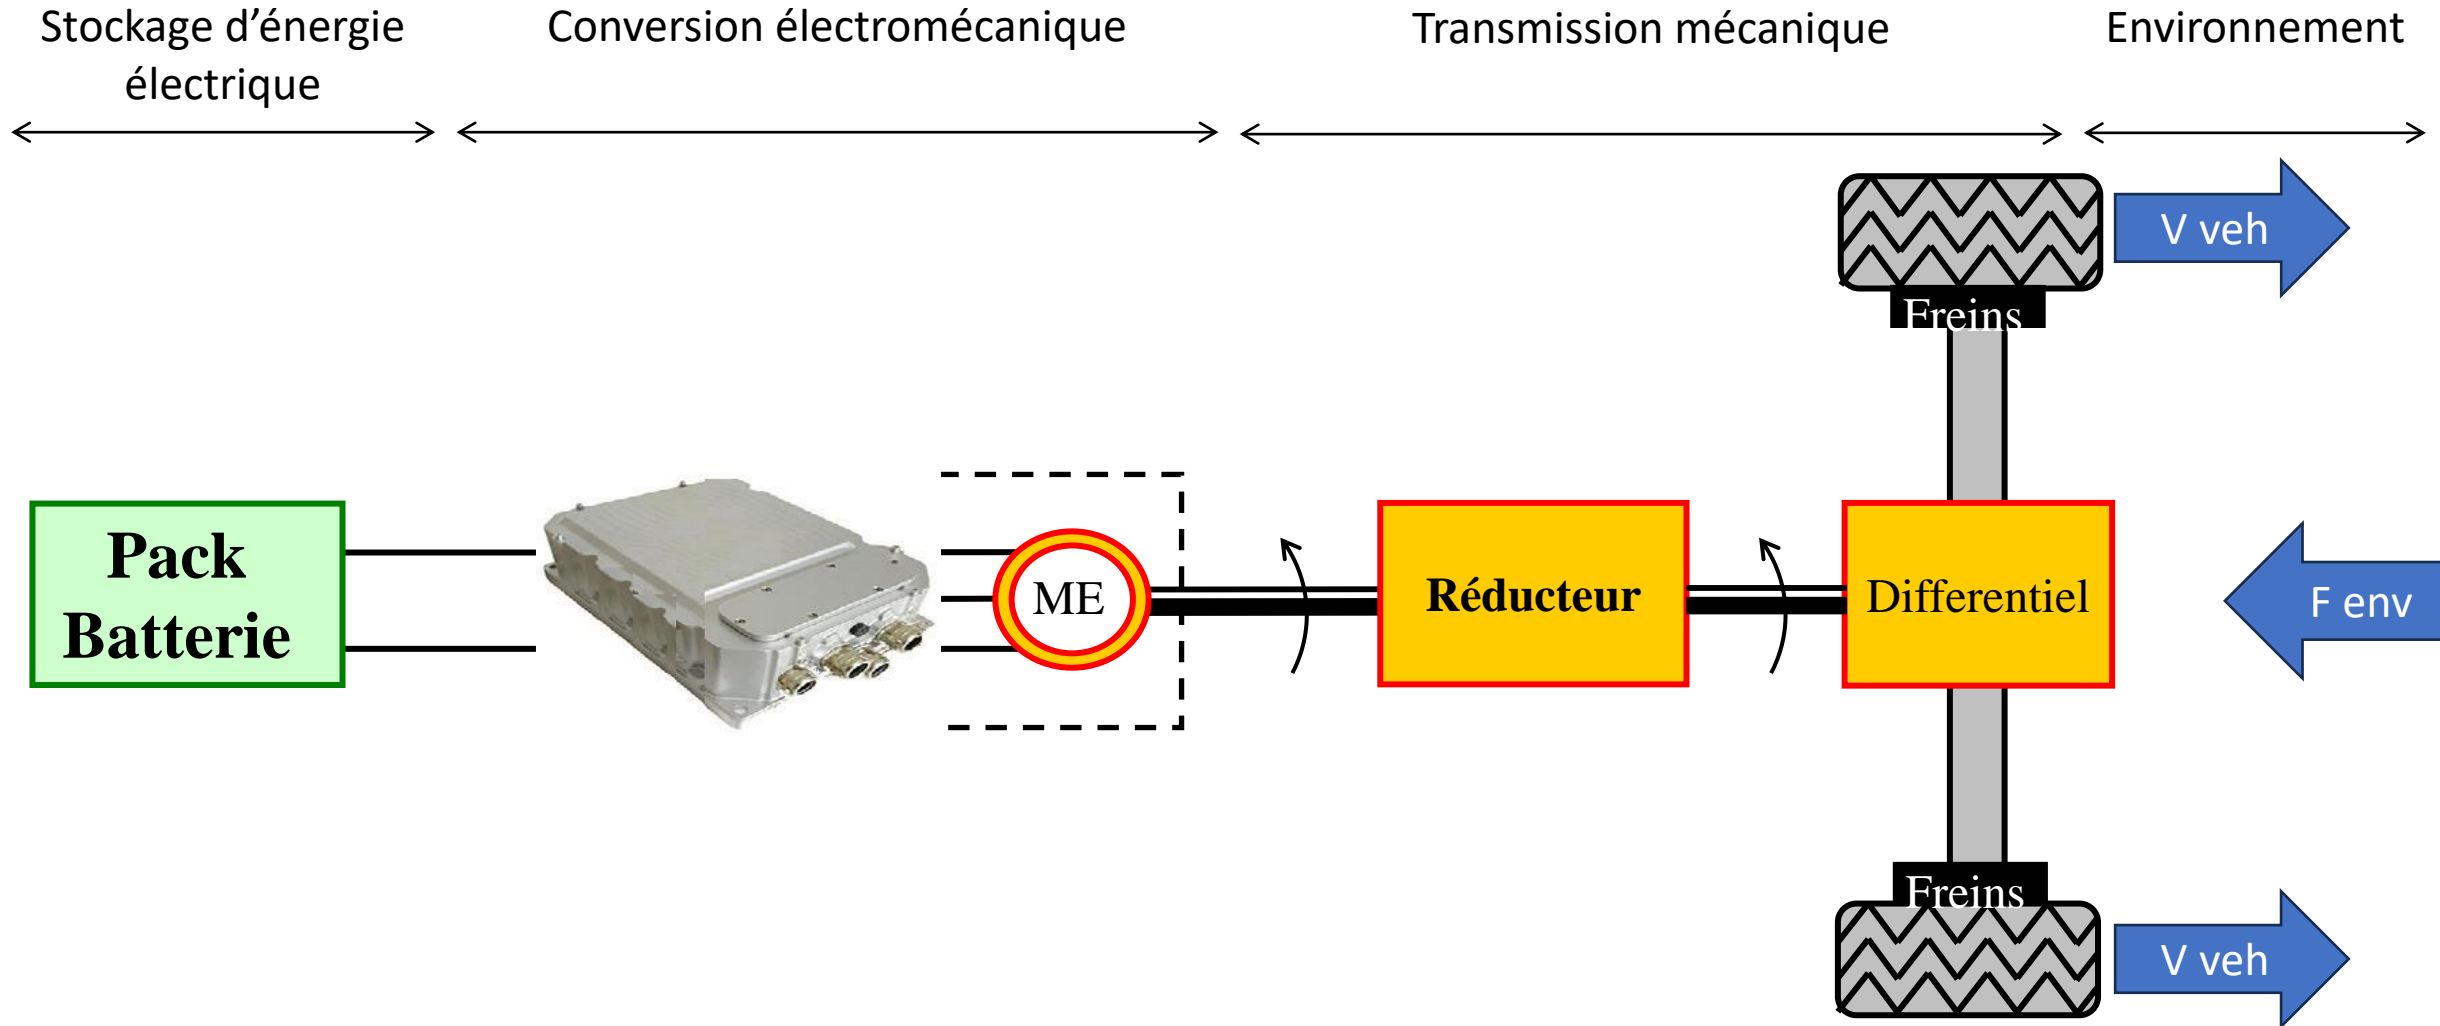 Stockage d’énergie
électrique
Conversion électromécanique
Transmission mécanique
Environnement
V veh
Freins
Pack
Batterie
ME
Réducteur
Differentiel
F env
Freins
V veh